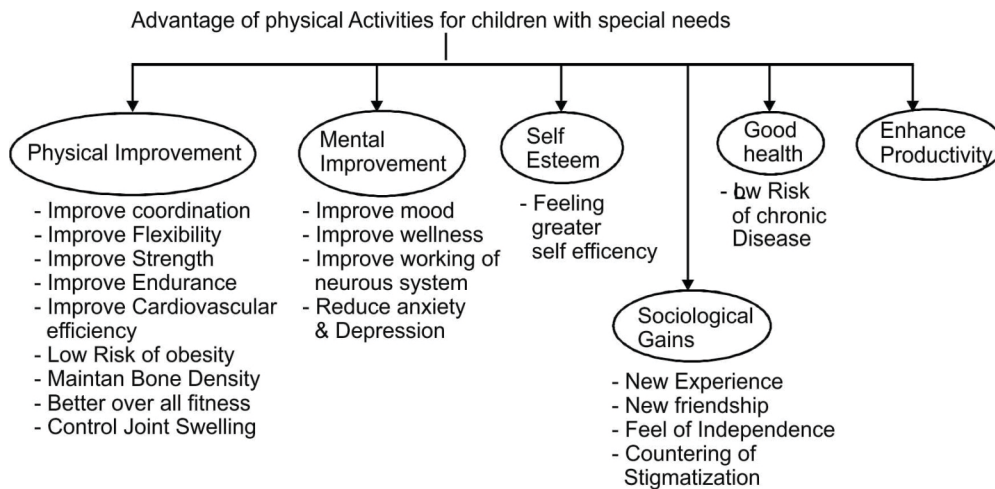 Advantage of physical Activities for children with special needs
Physical Improvement
- Improve coordination
- Improve Flexibility
- Improve Strength
- Improve Endurance
- Improve Cardiovascular
efficiency
- Low Risk of obesity
- Maintan Bone Density
- Better over all fitness
- Control Joint Swelling
Mental
Improvement
- Improve mood
- Improve wellness
- Improve working of
neurous system
- Reduce anxiety
& Depression
Self
Esteem
- Feeling
greater
self efficency
Sociological
Gains
- New Experience
- New friendship
- Feel of Independence
- Countering of
Stigmatization
Good
health
- Low Risk
of chronic
Disease
Enhance
Productivity